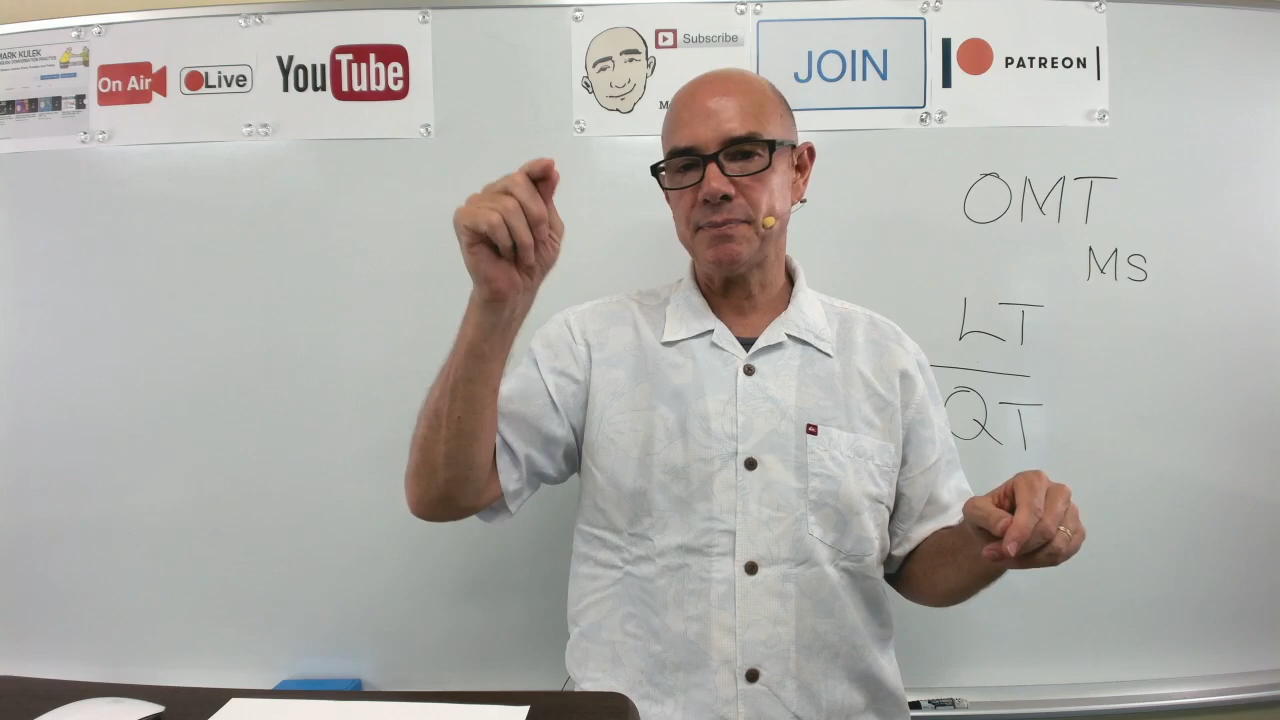 MARK KULEK
On Air
Live
YouTube
Subscribe
JOIN
PATREON
OMT
MS
LT
QT